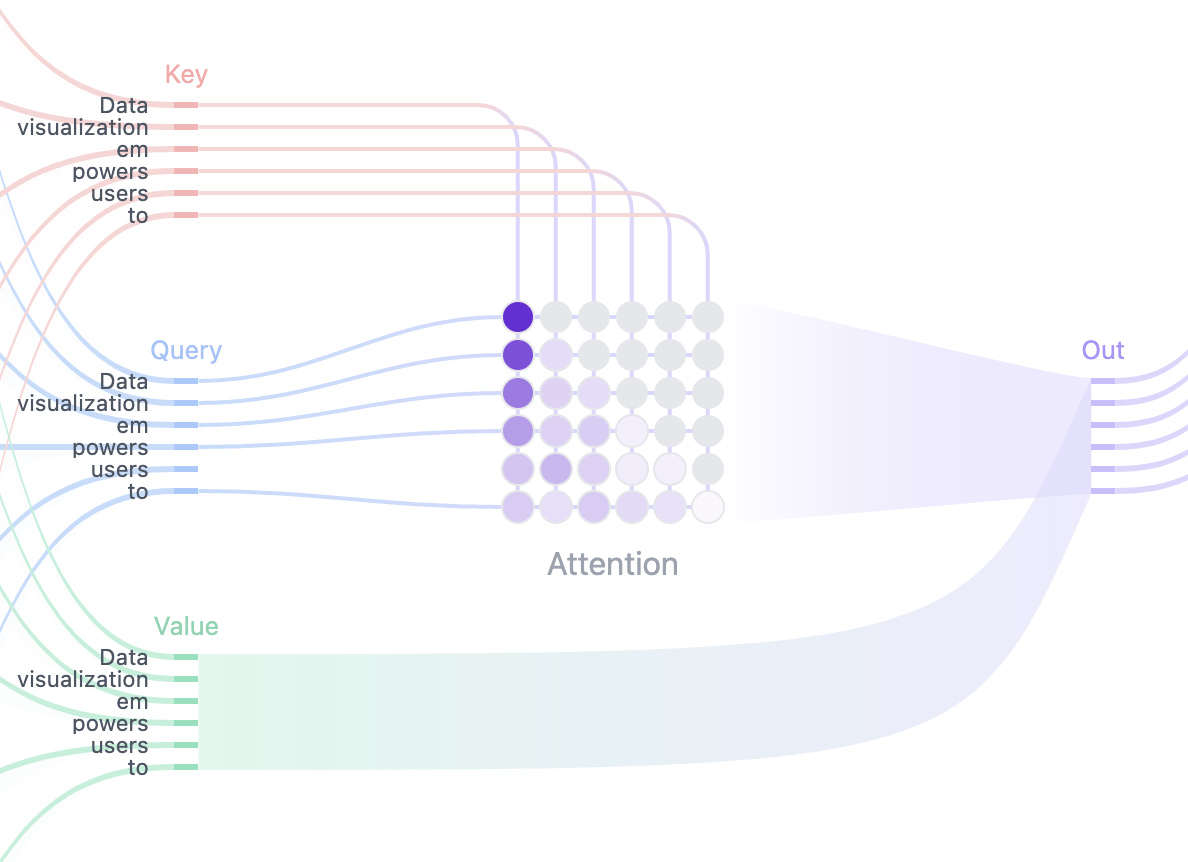 Key
Data
visualization
em
powers
users
to
Query
Data
visualization
em
powers
users
to
Out
Attention
Value
Data
visualization
em
powers
users
to